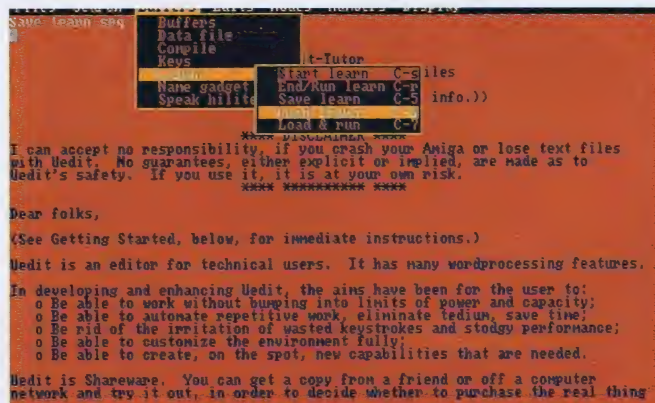 Files Search Buffers Edits Modes Numbers Display
Save learn seq
Buffers
Data file
Compile
Keys
t-Tutor
Start learn C-s iles
Name gadget End/Run learn C-r
Speak hilite Save learn C-5 info.))
Load & run C-7
**** DISCLAIMER ****
I can accept no responsibility, if you crash your Amiga or lose text files
with Uedit. No guarantees, either explicit or implied, are made as to
Uedit's safety. If you use it, it is at your own risk.
**** ********** ****
Dear folks,
(See Getting Started, below, for immediate instructions.)
Uedit is an editor for technical users. It has many wordprocessing features.
In developing and enhancing Uedit, the aims have been for the user to:
o Be able to work without bumping into limits of power and capacity;
o Be able to automate repetitive work, eliminate tedium, save time;
o Be rid of the irritation of wasted keystrokes and stodgy performance;
o Be able to customize the environment fully;
o Be able to create, on the spot, new capabilities that are needed.
Uedit is Shareware. You can get a copy from a friend or off a computer
network and try it out, in order to decide whether to purchase the real thing